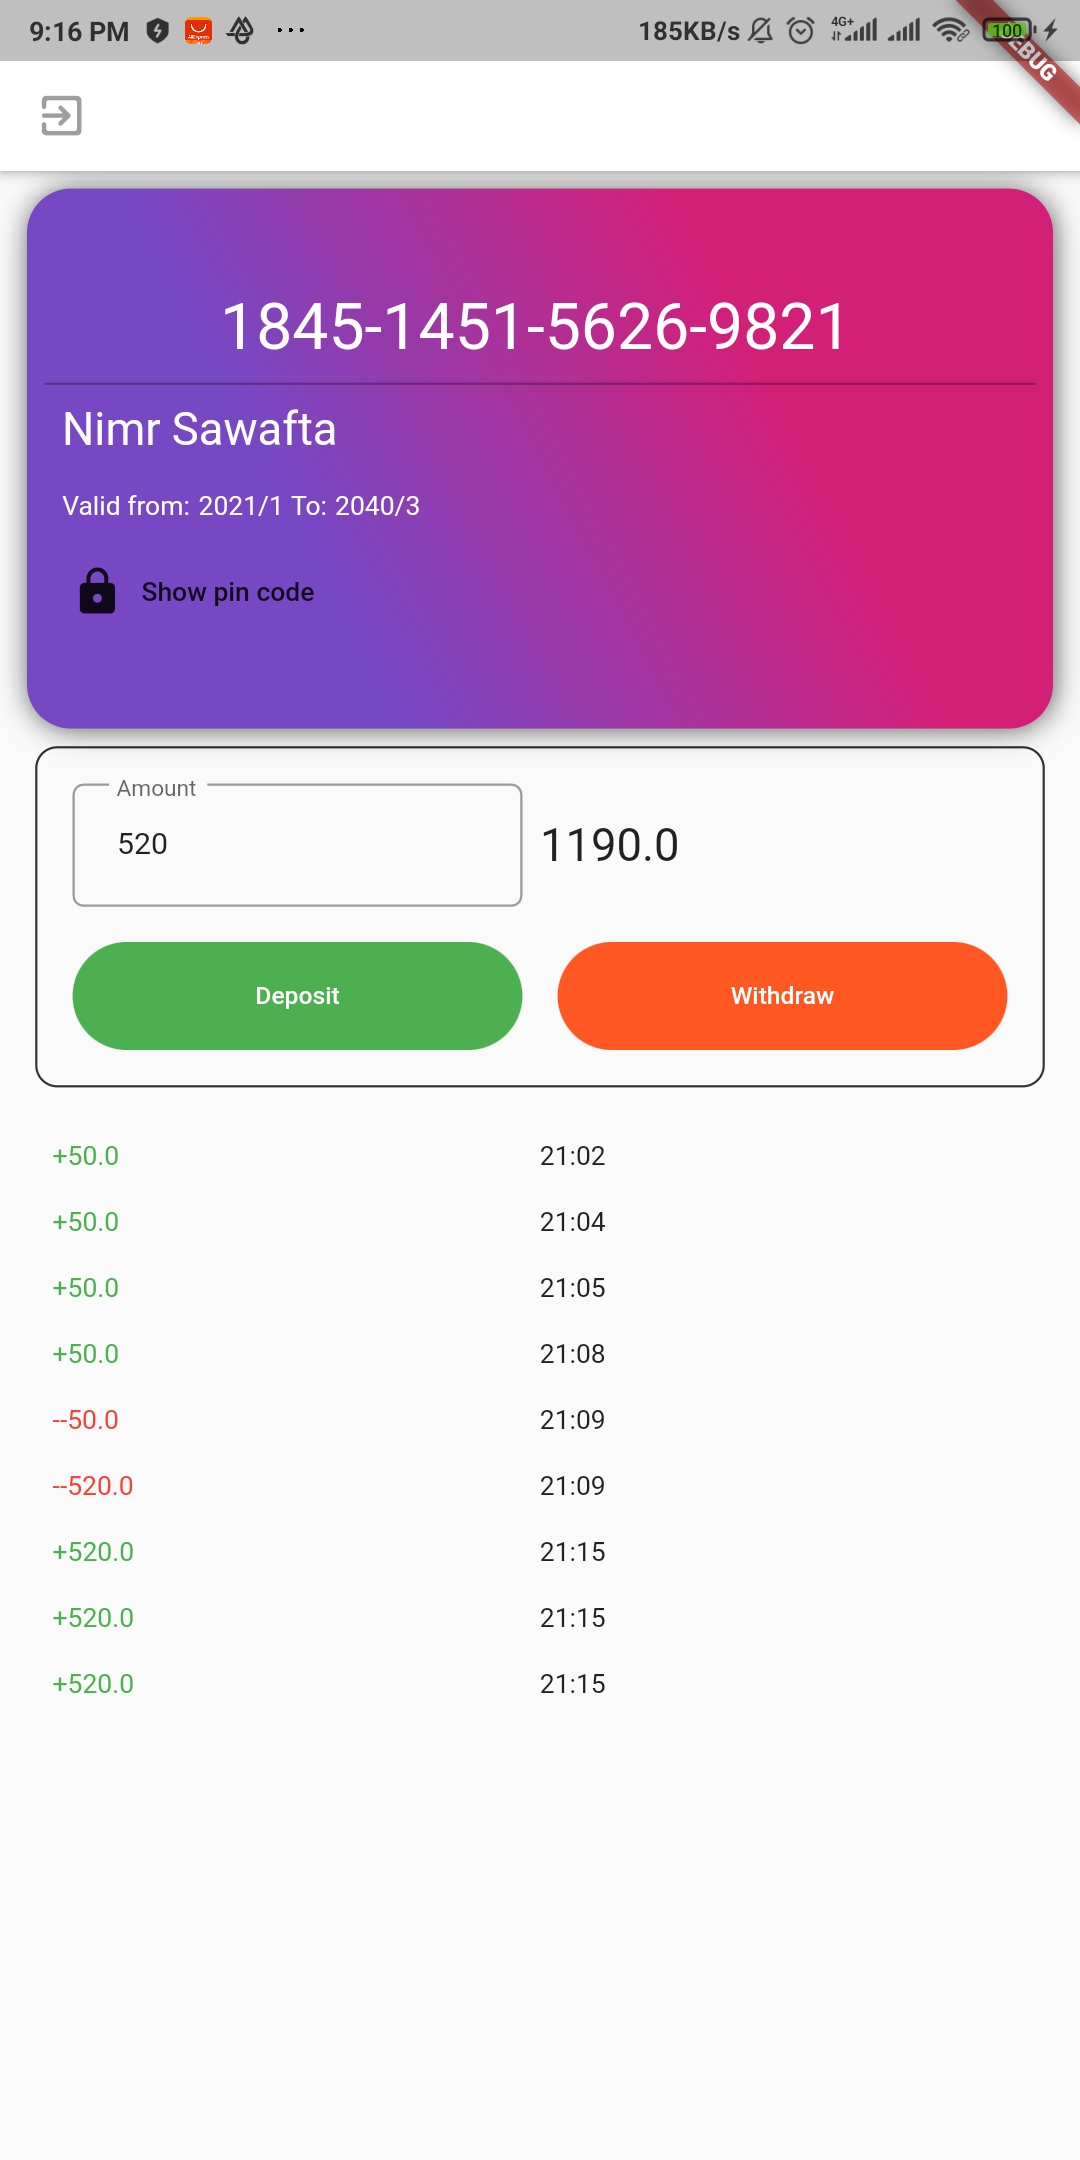 9:16 PM 185KB/s 4G+ 100
EBUG
1845-1451-5626-9821
Nimr Sawafta
Valid from: 2021/1 To: 2040/3
Show pin code
Amount
520 1190.0
Deposit Withdraw
+50.0 21:02
+50.0 21:04
+50.0 21:05
+50.0 21:08
--50.0 21:09
--520.0 21:09
+520.0 21:15
+520.0 21:15
+520.0 21:15